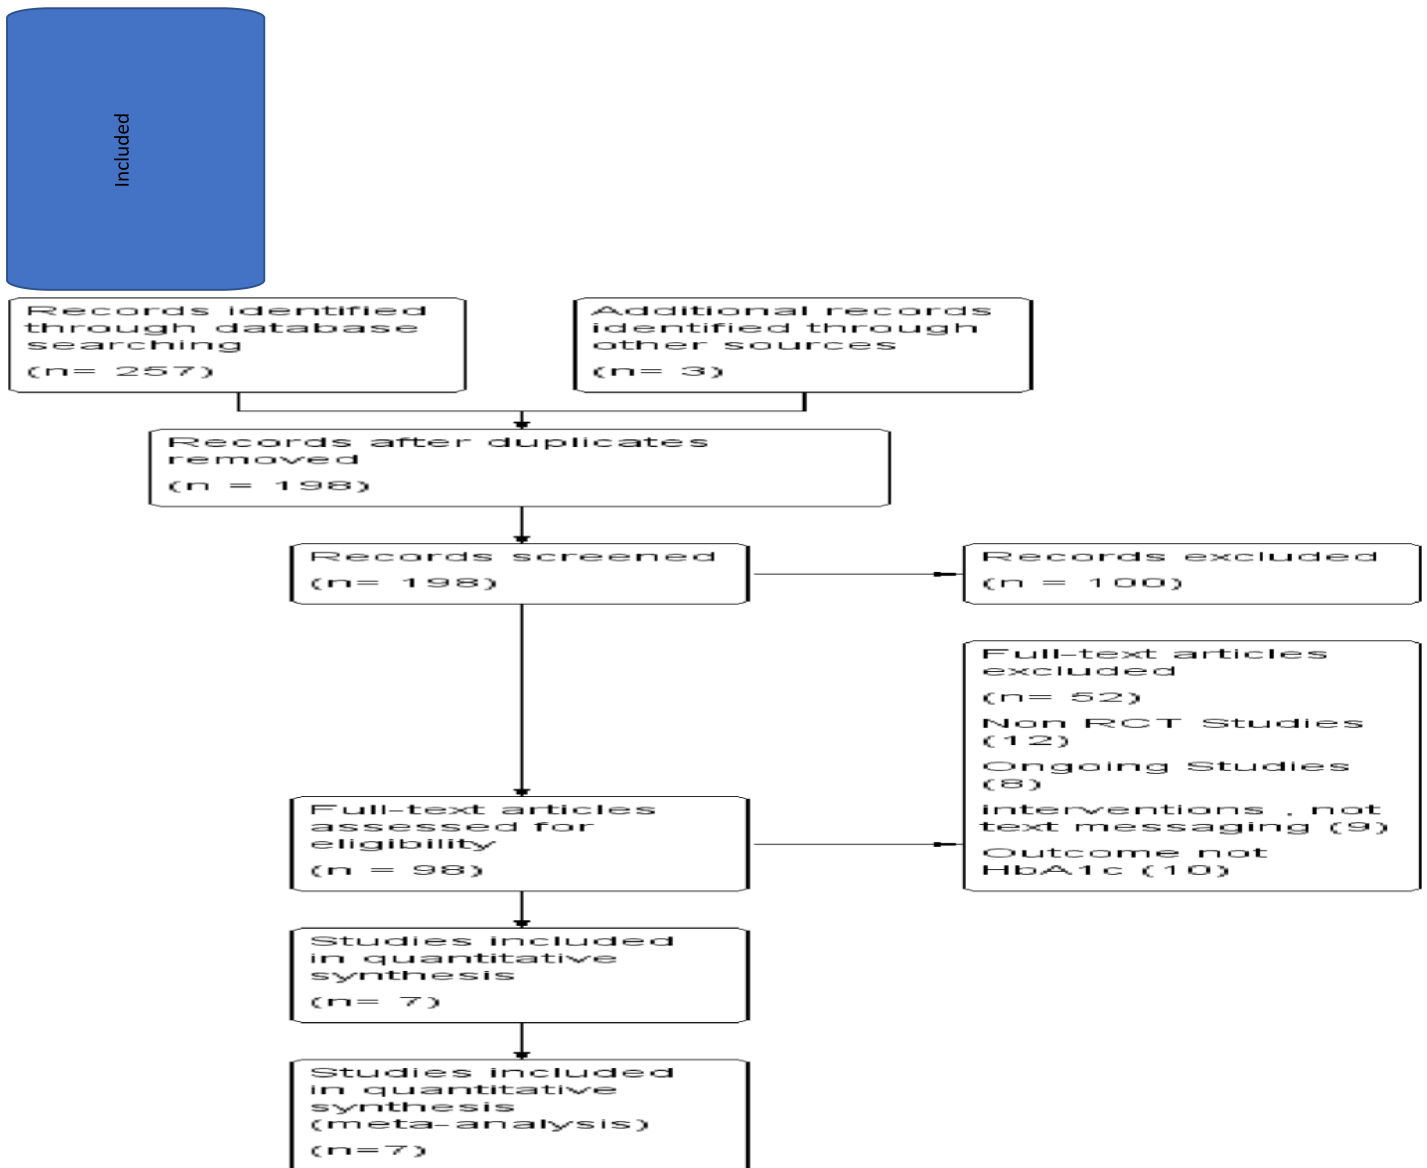 Included
Records identified
through database
searching
(n= 257)
Additional records
identified through
other sources
(n= 3)
Records after duplicates
removed
(n = 198)
Records screened
(n= 198)
Records excluded
(n = 100)
Full-text articles
excluded
(n= 52)
Non RCT Studies
(12)
Ongoing Studies
(8)
interventions , not
text messaging (9)
Outcome not
HbA1c (10)
Full-text articles
assessed for
eligibility
(n = 98)
Studies included
in quantitative
synthesis
(n= 7)
Studies included
in quantitative
synthesis
(meta-analysis)
(n=7)